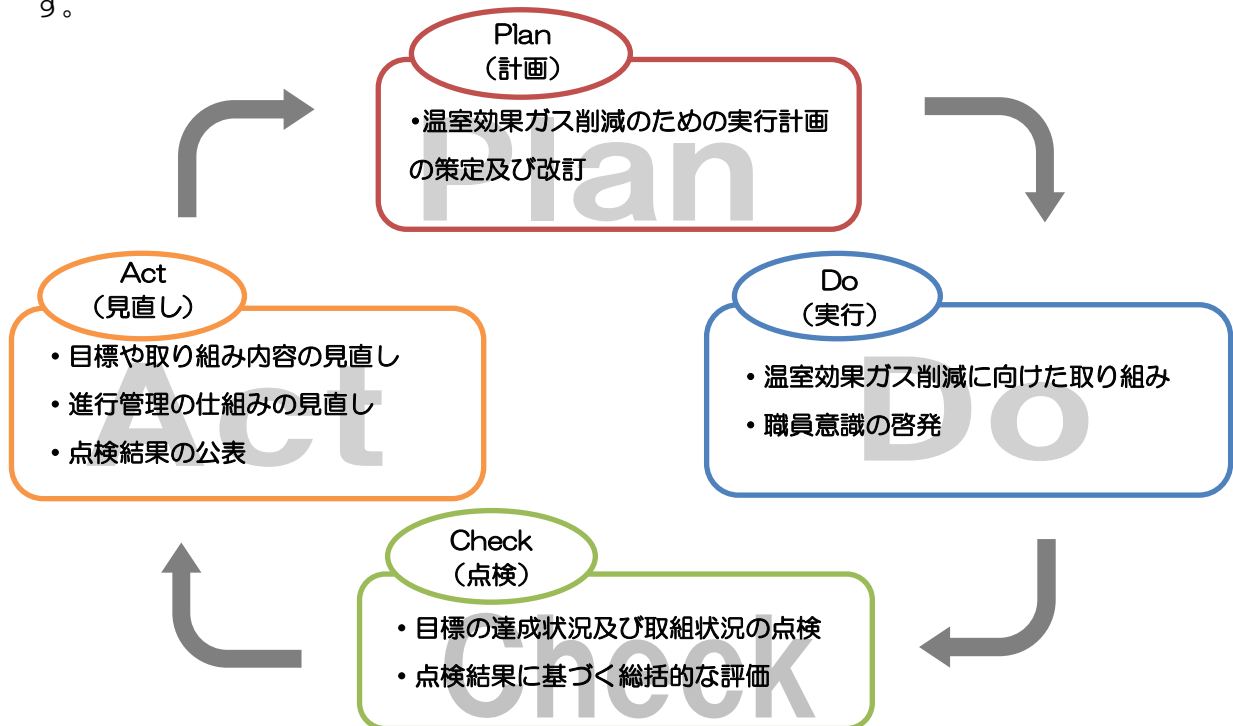 す。
Plan
（計画）
・温室効果ガス削減のための実行計画
の策定及び改訂
Plan
Do
（実行）
・温室効果ガス削減に向けた取り組み
・職員意識の啓発
Do
Check
（点検）
・目標の達成状況及び取組状況の点検
・点検結果に基づく総括的な評価
Check
Act
（見直し）
・目標や取り組み内容の見直し
・進行管理の仕組みの見直し
・点検結果の公表
Act